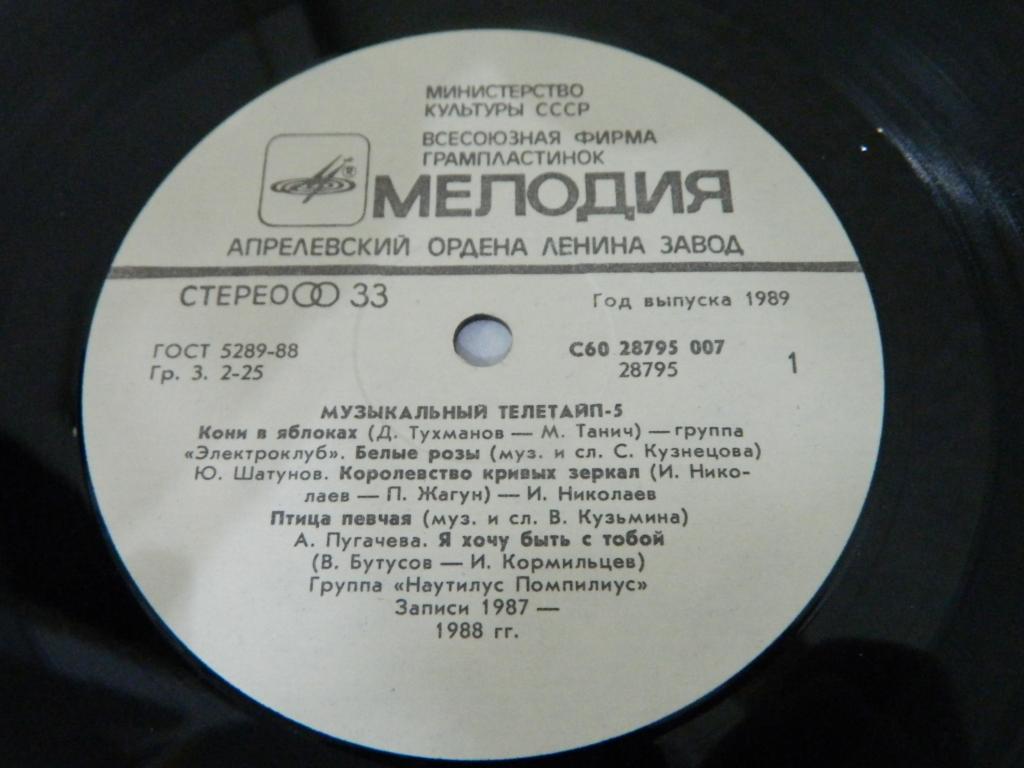 МИНИСТЕРСТВО
КУЛЬТУРЫ СССР
ВСЕСОЮЗНАЯ ФИРМА
ГРАМПЛАСТИНОК
МЕЛОДИЯ
АПРЕЛЕВСКИЙ ОРДЕНА ЛЕНИНА ЗАВОД
СТЕРЕО 33
Год выпуска 1989
ГОСТ 5289-88
Гр. 3. 2-25
С60 28795 007
28795
1
МУЗЫКАЛЬНЫЙ ТЕЛЕТАЙП-5
Кони в яблоках (Д. Тухманов — М. Танич) — группа
«Электроклуб». Белые розы (муз. и сл. С. Кузнецова)
Ю. Шатунов. Королевство кривых зеркал (И. Нико-
лаев — П. Жагун) — И. Николаев
Птица певчая (муз. и сл. В. Кузьмина)
А. Пугачева. Я хочу быть с тобой
(В. Бутусов — И. Кормильцев)
Группа «Наутилус Помпилиус»
Записи 1987 —
1988 гг.